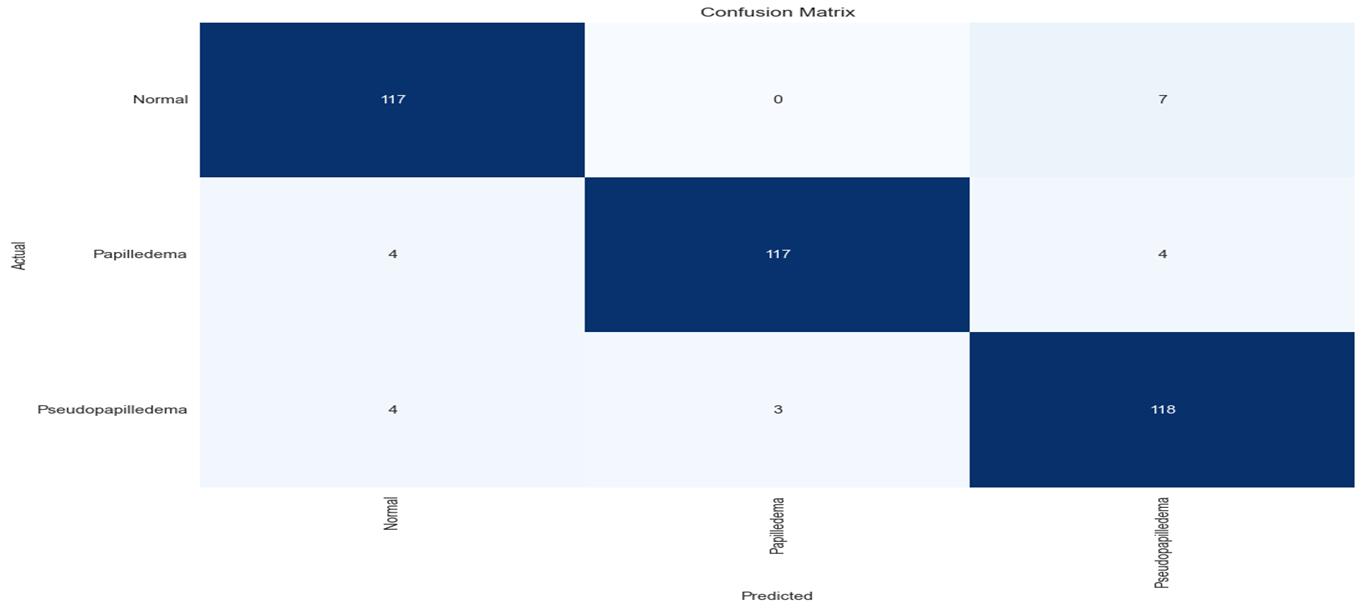 Confusion Matrix
Normal 117 0 7
Actual
Papilledema 4 117 4
Pseudopapilledema 4 3 118
Normal Papilledema Pseudopapilledema
Predicted